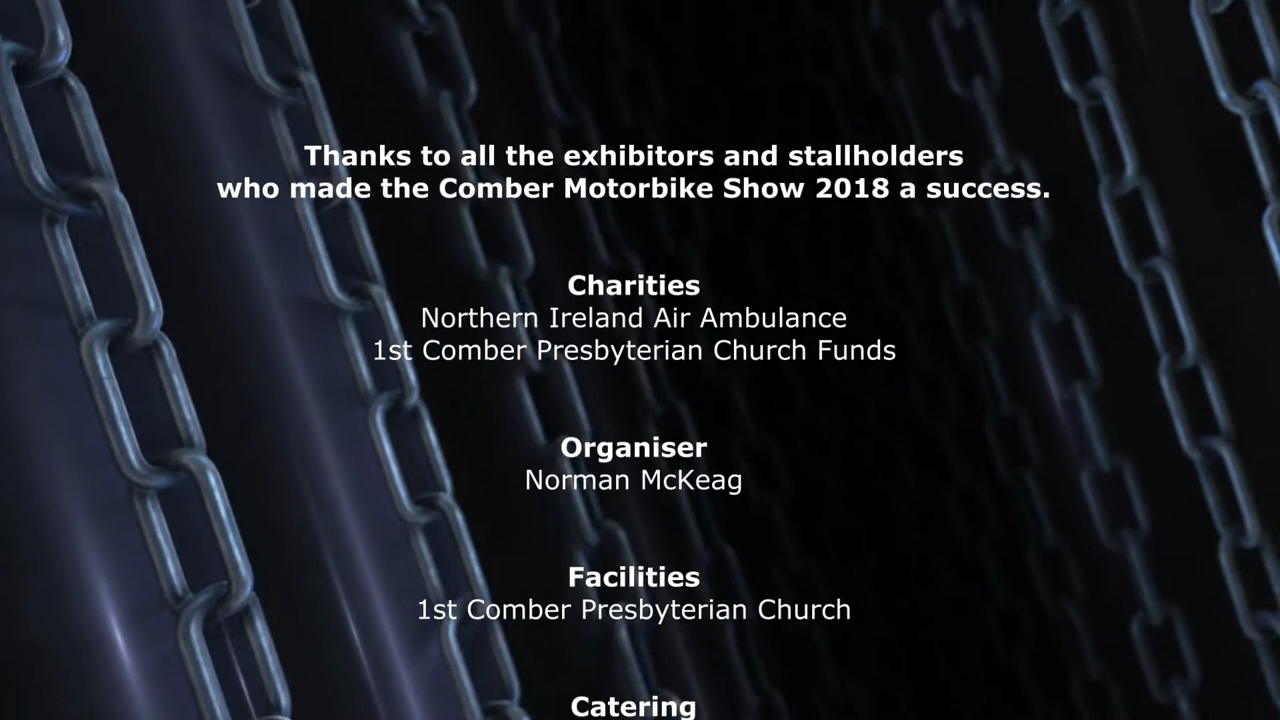 Thanks to all the exhibitors and stallholders
who made the Comber Motorbike Show 2018 a success.
Charities
Northern Ireland Air Ambulance
1st Comber Presbyterian Church Funds
Organiser
Norman McKeag
Facilities
1st Comber Presbyterian Church
Catering